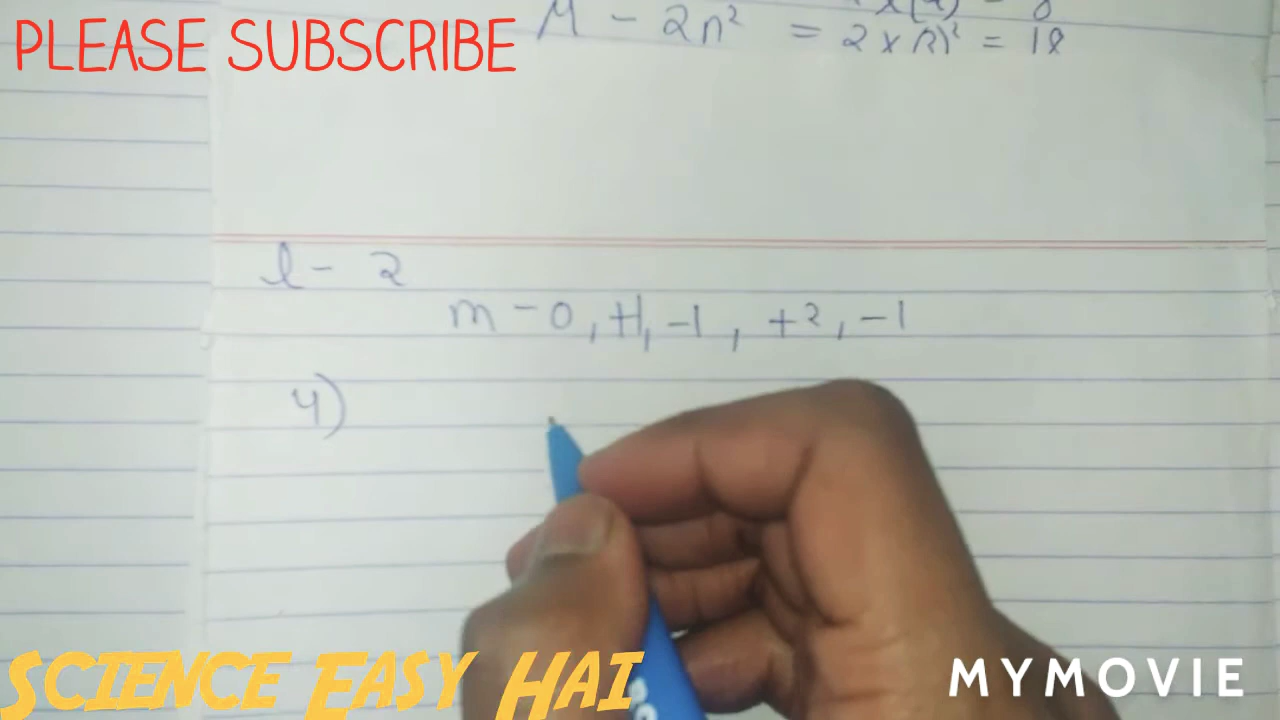 PLEASE SUBSCRIBE
M - 2n² = 2 x (3)² = 18
l - 2
m - 0, +1, -1, +2, -1
4)
SCIENCE EASY HAI
MYMOVIE